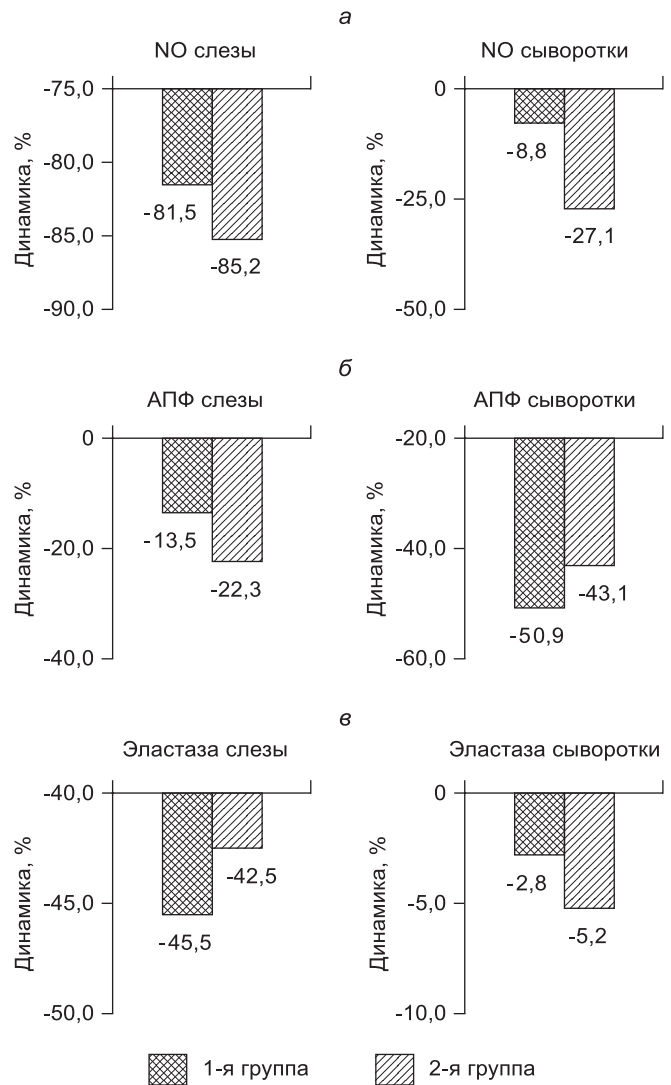 а
NO слезы
NO сыворотки
-75,0
-80,0
-85,0
-90,0
Динамика, %
-81,5
-85,2
0
-25,0
-50,0
Динамика, %
-8,8
-27,1
б
АПФ слезы
АПФ сыворотки
0
-20,0
-40,0
Динамика, %
-13,5
-22,3
-20,0
-40,0
-60,0
Динамика, %
-50,9
-43,1
в
Эластаза слезы
Эластаза сыворотки
-40,0
-45,0
-50,0
Динамика, %
-45,5
-42,5
0
-5,0
-10,0
Динамика, %
-2,8
-5,2
1-я группа
2-я группа